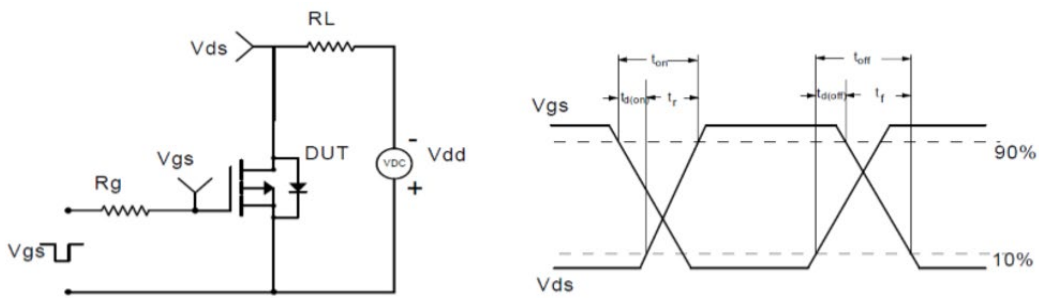 RL
Vds
Vgs
DUT
VDC
-
Vdd
+
Rg
Vgs
ton
toff
td(on)
tr
td(off)
tf
Vgs
90%
10%
Vds